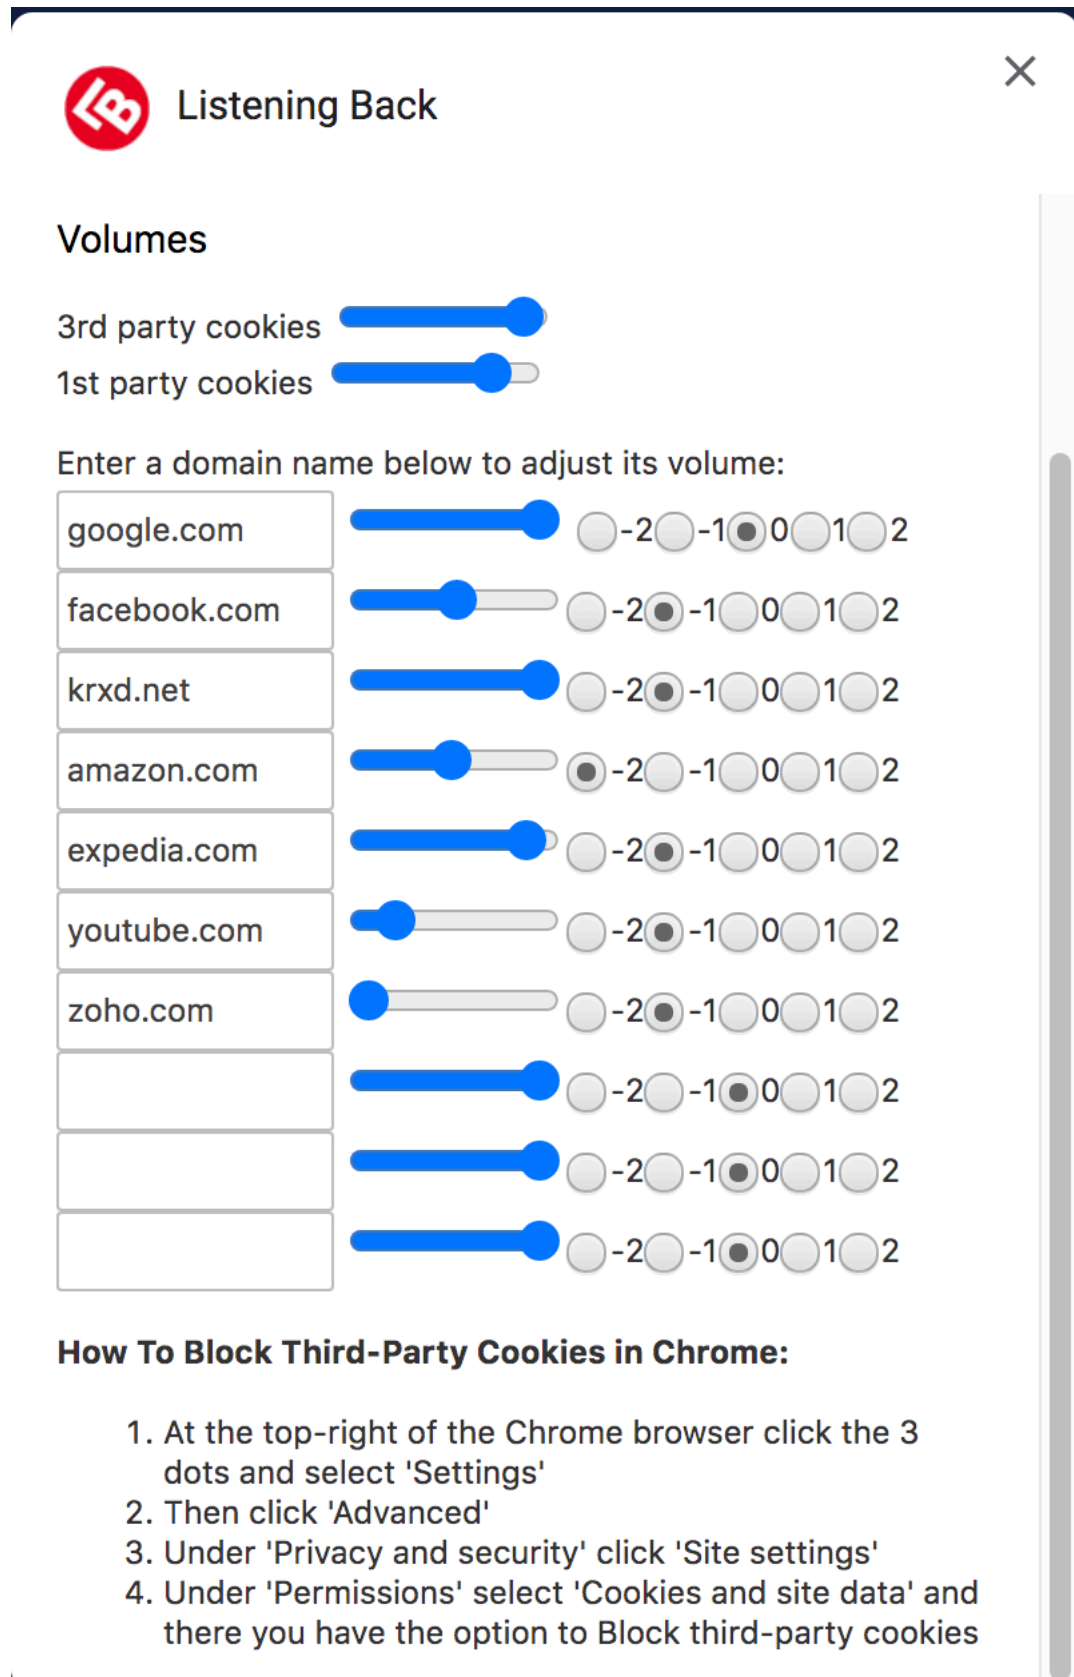 LB
Listening Back
Volumes
3rd party cookies
1st party cookies
Enter a domain name below to adjust its volume:
google.com -2 -1 0 1 2
facebook.com -2 -1 0 1 2
krxd.net -2 -1 0 1 2
amazon.com -2 -1 0 1 2
expedia.com -2 -1 0 1 2
youtube.com -2 -1 0 1 2
zoho.com -2 -1 0 1 2
-2 -1 0 1 2
-2 -1 0 1 2
-2 -1 0 1 2
How To Block Third-Party Cookies in Chrome:
1. At the top-right of the Chrome browser click the 3
dots and select 'Settings'
2. Then click 'Advanced'
3. Under 'Privacy and security' click 'Site settings'
4. Under 'Permissions' select 'Cookies and site data' and
there you have the option to Block third-party cookies